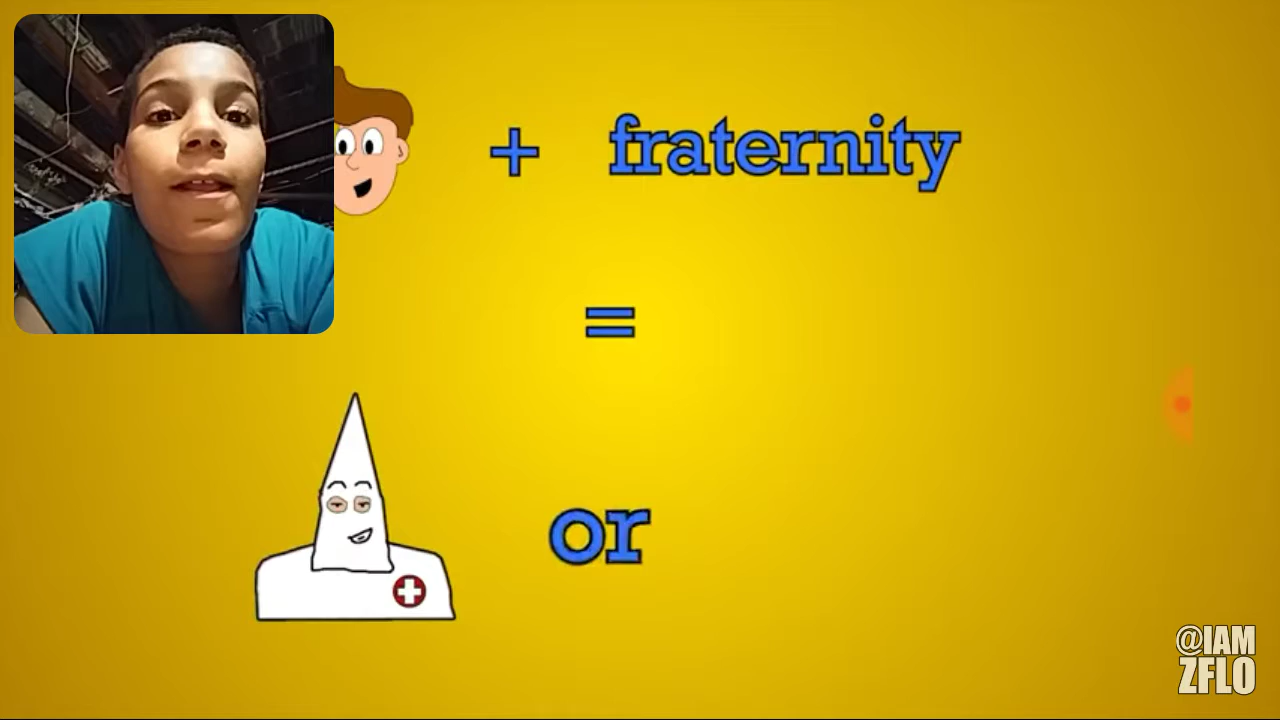 + fraternity
=
or
@IAM
ZFLO